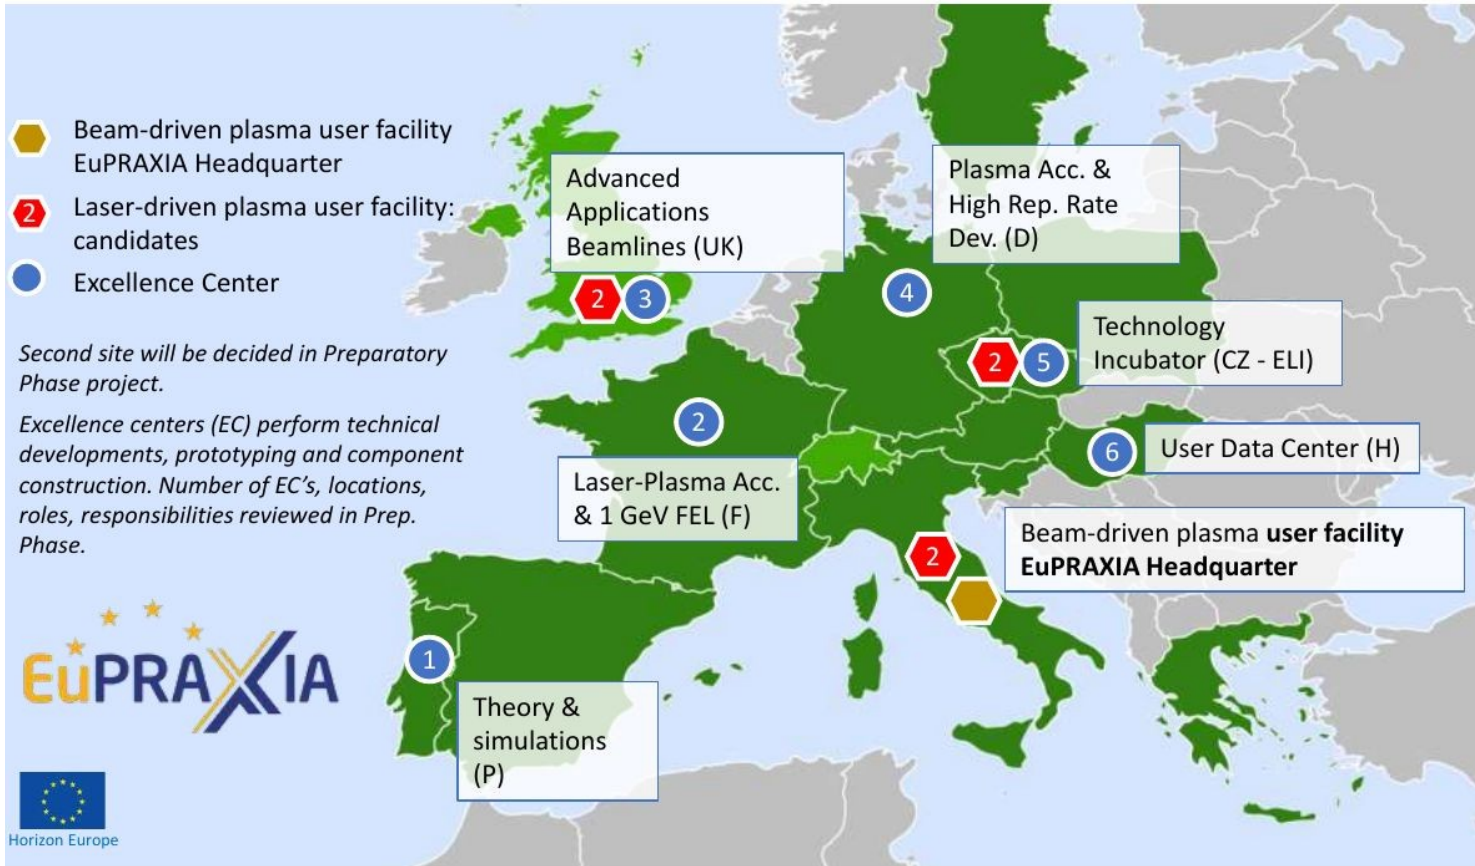 Beam-driven plasma user facility
EuPRAXIA Headquarter
2
Laser-driven plasma user facility:
candidates
Excellence Center
Second site will be decided in Preparatory
Phase project.
Excellence centers (EC) perform technical
developments, prototyping and component
construction. Number of EC’s, locations,
roles, responsibilities reviewed in Prep.
Phase.
EuPRAXIA
Horizon Europe
Advanced
Applications
Beamlines (UK)
2
3
Plasma Acc. &
High Rep. Rate
Dev. (D)
4
Technology
Incubator (CZ - ELI)
2
5
2
Laser-Plasma Acc.
& 1 GeV FEL (F)
6
User Data Center (H)
2
Beam-driven plasma user facility
EuPRAXIA Headquarter
1
Theory &
simulations
(P)